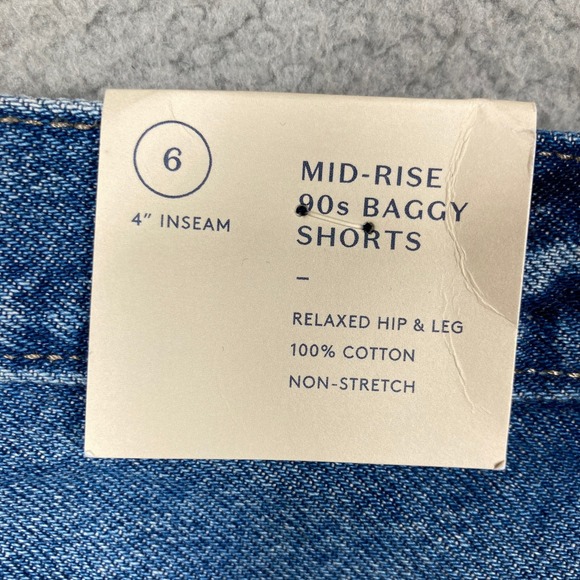 6
4" INSEAM
MID-RISE
90s BAGGY
SHORTS
–
RELAXED HIP & LEG
100% COTTON
NON-STRETCH